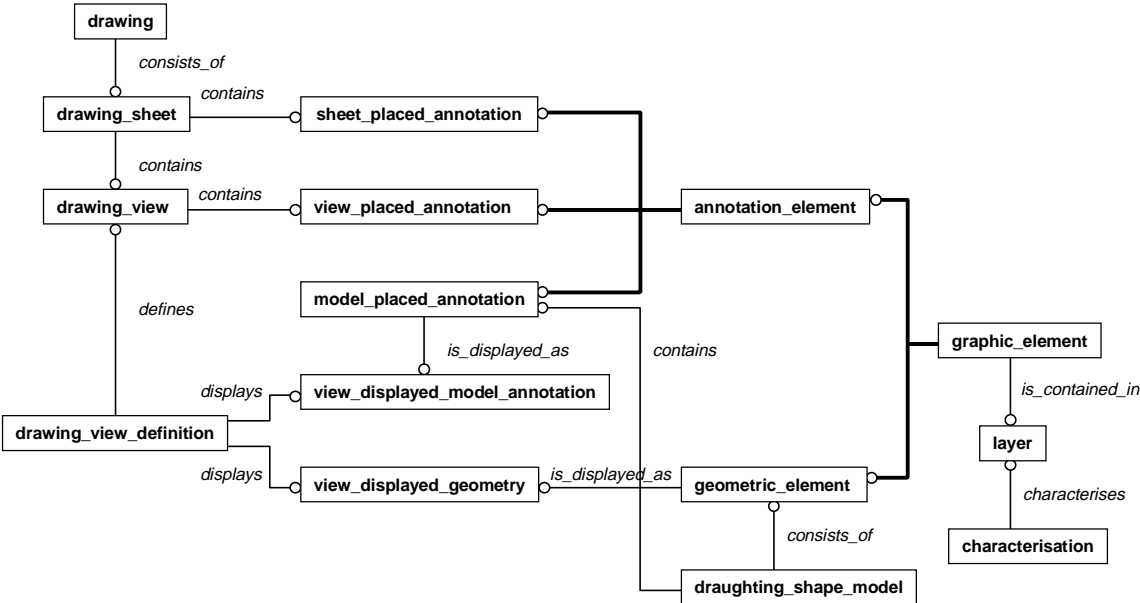 drawing
consists_of
contains
drawing_sheet
sheet_placed_annotation
contains
contains
drawing_view
view_placed_annotation
annotation_element
model_placed_annotation
defines
graphic_element
is_displayed_as
contains
displays
view_displayed_model_annotation
is_contained_in
drawing_view_definition
layer
displays
is_displayed_as
view_displayed_geometry
geometric_element
characterises
consists_of
characterisation
draughting_shape_model